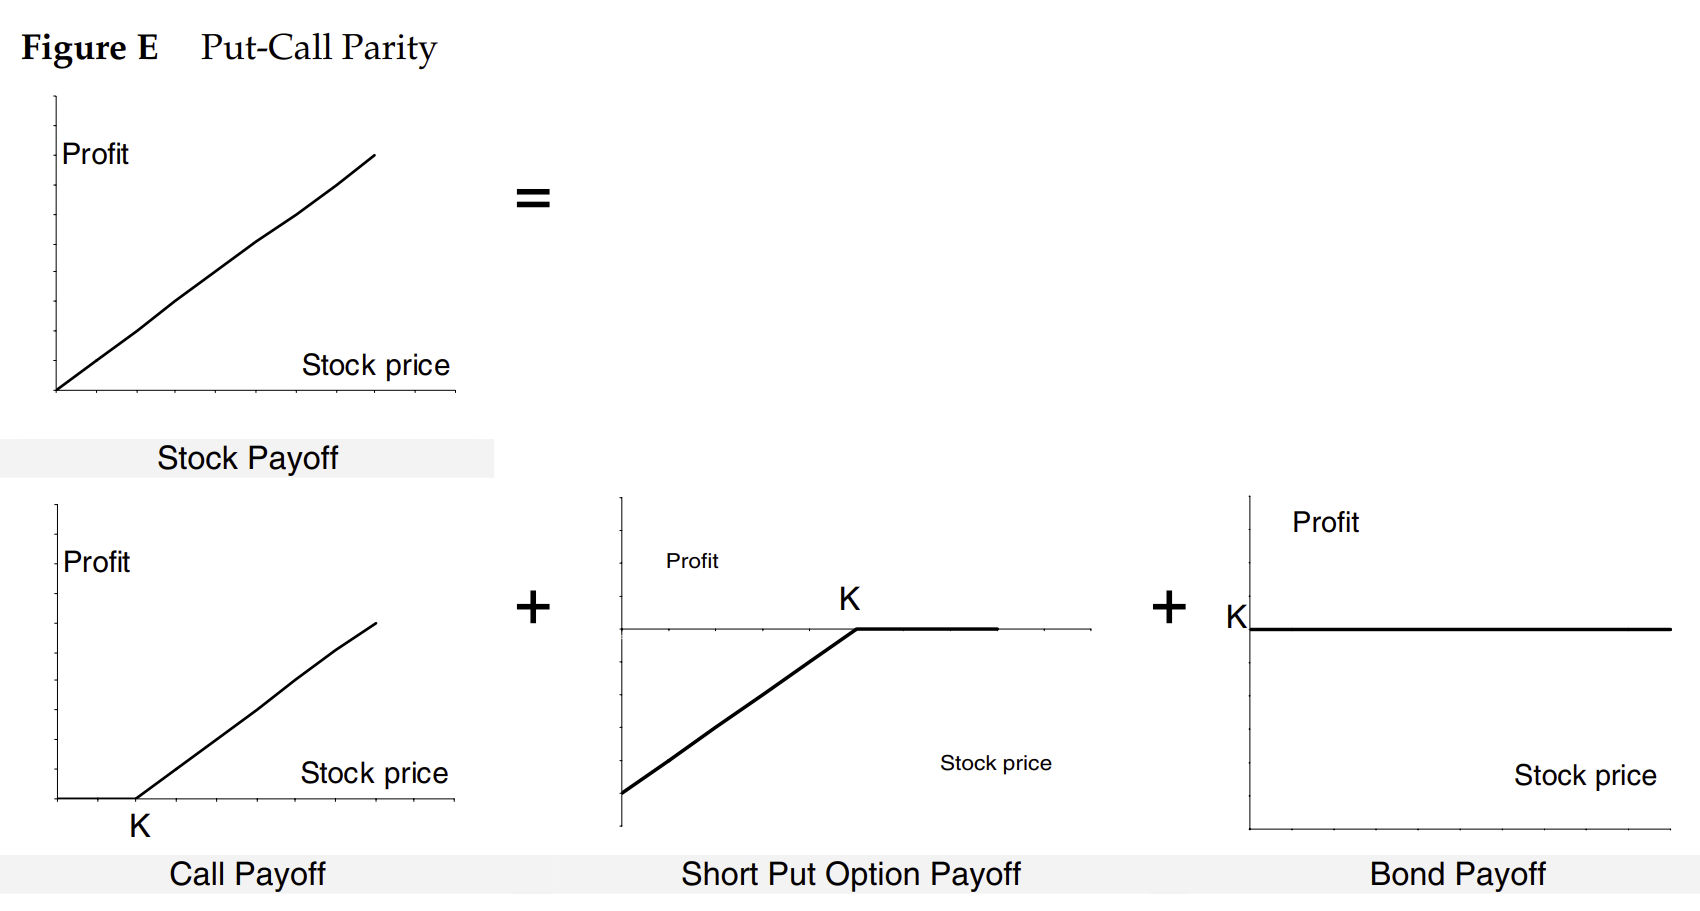 Figure E Put-Call Parity
Profit
=
Stock price
Stock Payoff
Profit
Stock price
K
Call Payoff
+
Profit
K
Stock price
Short Put Option Payoff
+
Profit
K
Stock price
Bond Payoff